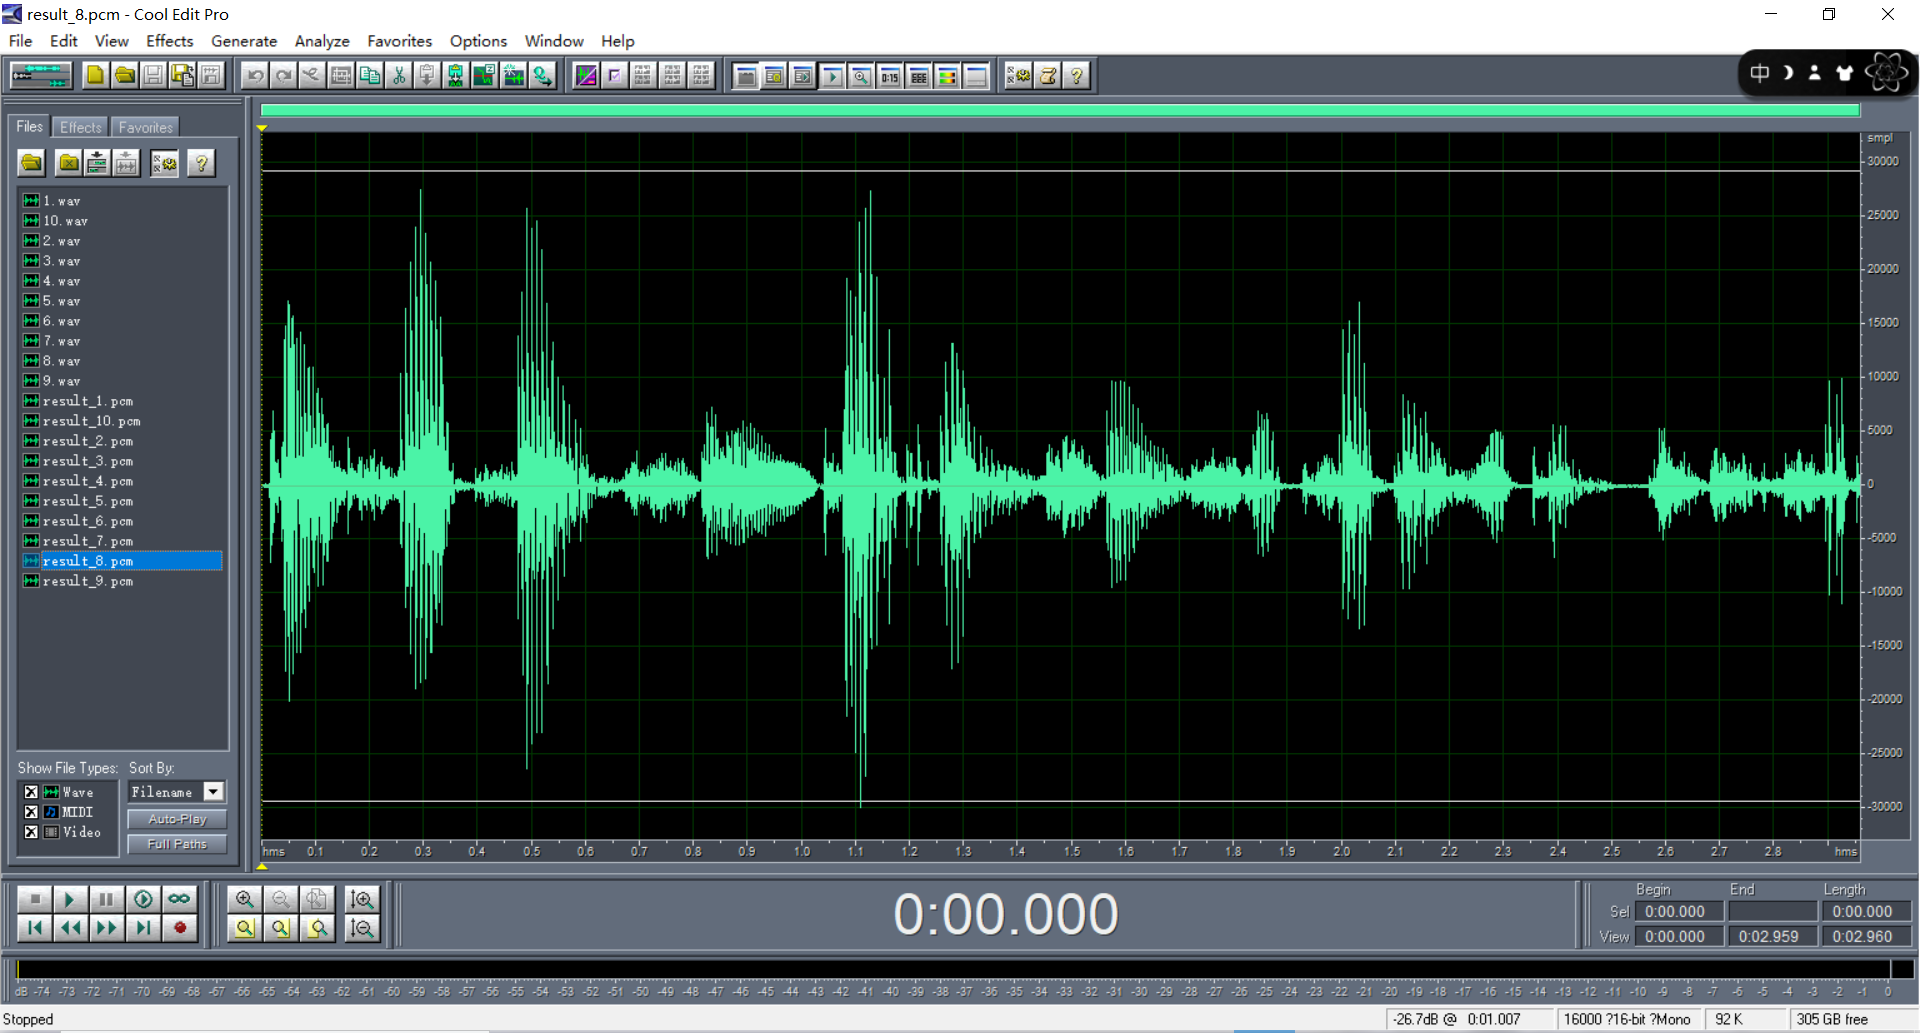 result_8.pcm - Cool Edit Pro
File Edit View Effects Generate Analyze Favorites Options Window Help
中
Files Effects Favorites
1.wav
10.wav
2.wav
3.wav
4.wav
5.wav
6.wav
7.wav
8.wav
9.wav
result_1.pcm
result_10.pcm
result_2.pcm
result_3.pcm
result_4.pcm
result_5.pcm
result_6.pcm
result_7.pcm
result_8.pcm
result_9.pcm
Show File Types: Sort By:
Wave Filename
MIDI Auto-Play
Video Full Paths
smpl
30000
25000
20000
15000
10000
5000
0
-5000
-10000
-15000
-20000
-25000
-30000
hms 0.1 0.2 0.3 0.4 0.5 0.6 0.7 0.8 0.9 1.0 1.1 1.2 1.3 1.4 1.5 1.6 1.7 1.8 1.9 2.0 2.1 2.2 2.3 2.4 2.5 2.6 2.7 2.8 hms
0:00.000
Begin End Length
Sel 0:00.000 0:00.000
View 0:00.000 0:02.959 0:02.960
dB -74 -73 -72 -71 -70 -69 -68 -67 -66 -65 -64 -63 -62 -61 -60 -59 -58 -57 -56 -55 -54 -53 -52 -51 -50 -49 -48 -47 -46 -45 -44 -43 -42 -41 -40 -39 -38 -37 -36 -35 -34 -33 -32 -31 -30 -29 -28 -27 -26 -25 -24 -23 -22 -21 -20 -19 -18 -17 -16 -15 -14 -13 -12 -11 -10 -9 -8 -7 -6 -5 -4 -3 -2 -1 0
Stopped -26.7dB @ 0:01.007 16000 ?16-bit ?Mono 92 K 305 GB free